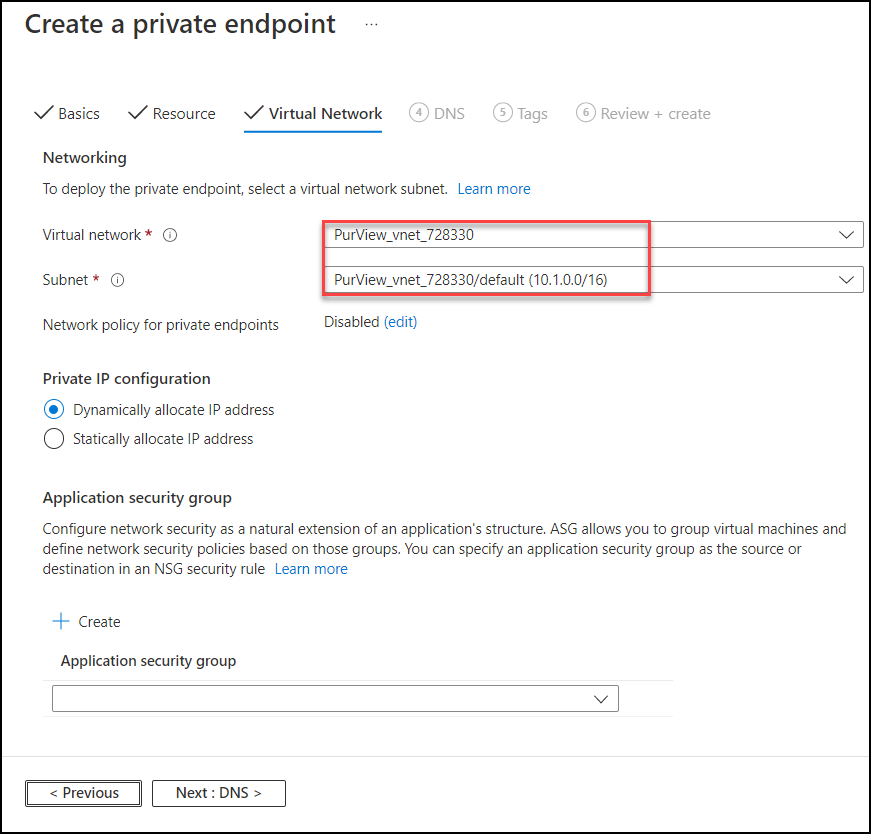 Create a private endpoint ...
Basics Resource Virtual Network 4 DNS 5 Tags 6 Review + create
Networking
To deploy the private endpoint, select a virtual network subnet. Learn more
Virtual network * i PurView_vnet_728330
Subnet * i PurView_vnet_728330/default (10.1.0.0/16)
Network policy for private endpoints Disabled (edit)
Private IP configuration
Dynamically allocate IP address
Statically allocate IP address
Application security group
Configure network security as a natural extension of an application's structure. ASG allows you to group virtual machines and
define network security policies based on those groups. You can specify an application security group as the source or
destination in an NSG security rule Learn more
+ Create
Application security group
< Previous Next : DNS >